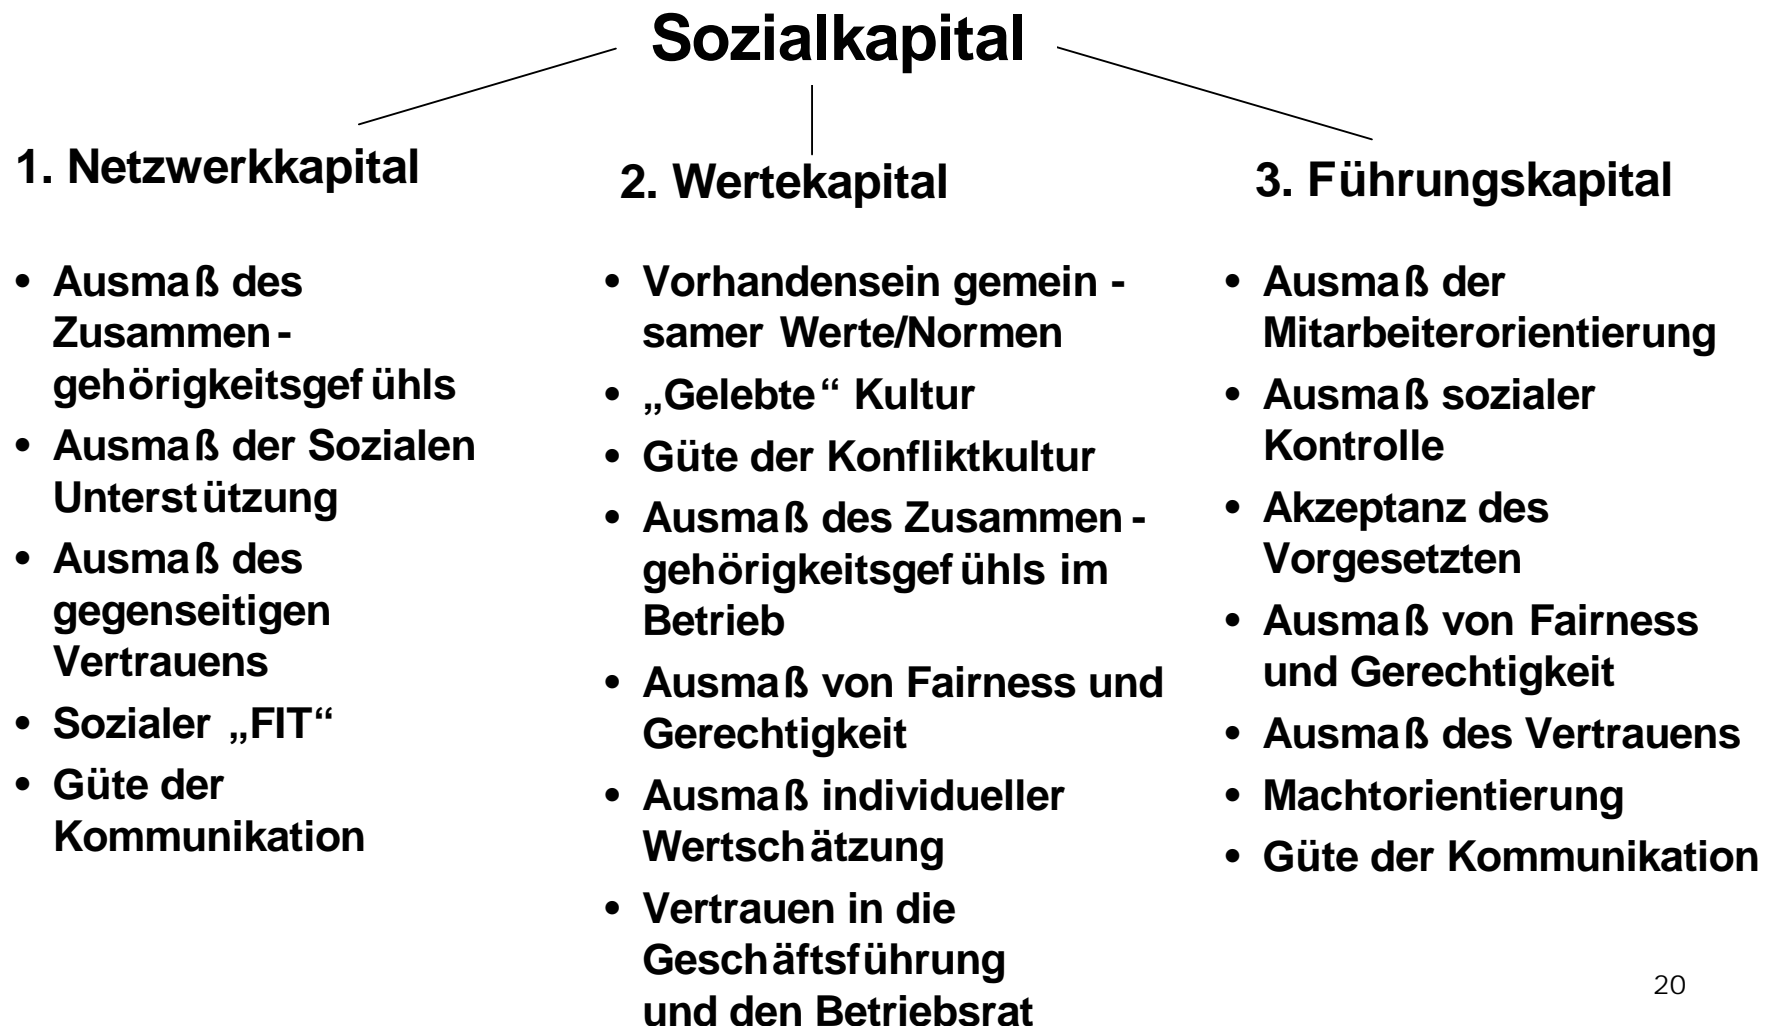 Sozialkapital
1. Netzwerkkapital
• Ausmaß des
Zusammen-
gehörigkeitsgefühls
• Ausmaß der Sozialen
Unterstützung
• Ausmaß des
gegenseitigen
Vertrauens
• Sozialer „FIT“
• Güte der
Kommunikation
2. Wertekapital
• Vorhandensein gemein-
samer Werte/Normen
• „Gelebte“ Kultur
• Güte der Konfliktkultur
• Ausmaß des Zusammen-
gehörigkeitsgefühls im
Betrieb
• Ausmaß von Fairness und
Gerechtigkeit
• Ausmaß individueller
Wertschätzung
• Vertrauen in die
Geschäftsführung
und den Betriebsrat
3. Führungskapital
• Ausmaß der
Mitarbeiterorientierung
• Ausmaß sozialer
Kontrolle
• Akzeptanz des
Vorgesetzten
• Ausmaß von Fairness
und Gerechtigkeit
• Ausmaß des Vertrauens
• Machtorientierung
• Güte der Kommunikation
20